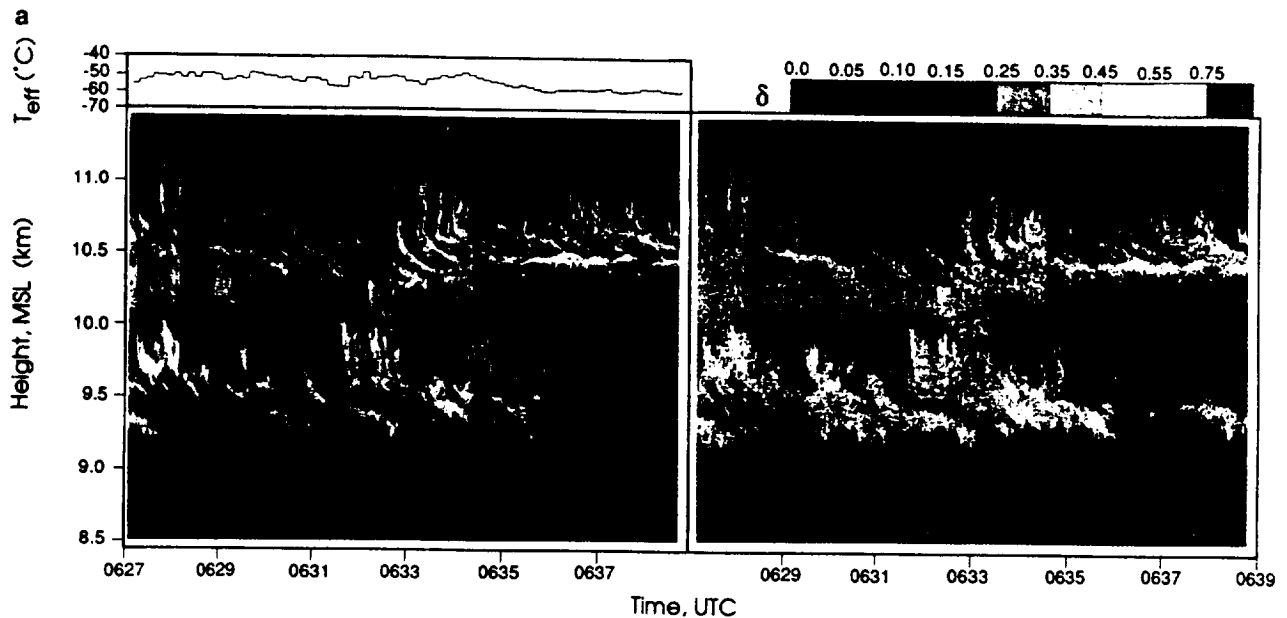 a
T_eff (°C)
-40
-50
-60
-70
δ
0.0 0.05 0.10 0.15 0.25 0.35 0.45 0.55 0.75
Height, MSL (km)
11.0
10.5
10.0
9.5
9.0
8.5
0627 0629 0631 0633 0635 0637
0629 0631 0633 0635 0637 0639
Time, UTC